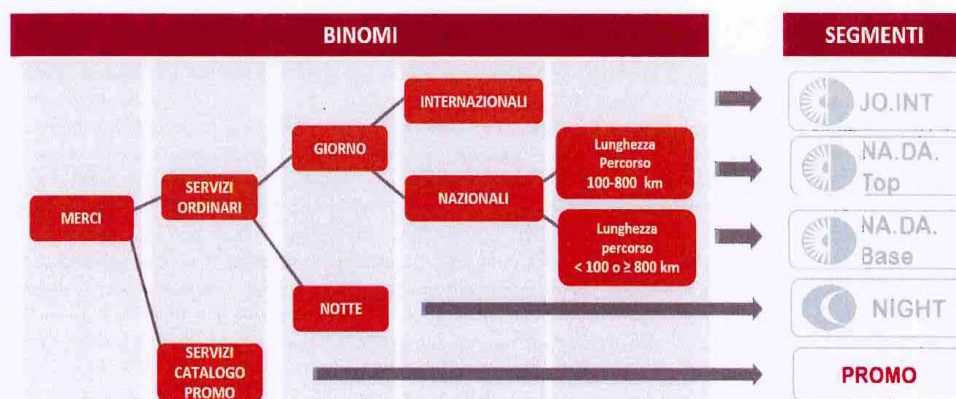 BINOMI
SEGMENTI
INTERNAZIONALI
JO.INT
GIORNO
Lunghezza
Percorso
100-800 km
NA.DA.
Top
SERVIZI
ORDINARI
NAZIONALI
MERCI
Lunghezza
percorso
< 100 o ≥ 800 km
NA.DA.
Base
NOTTE
NIGHT
SERVIZI
CATALOGO
PROMO
PROMO